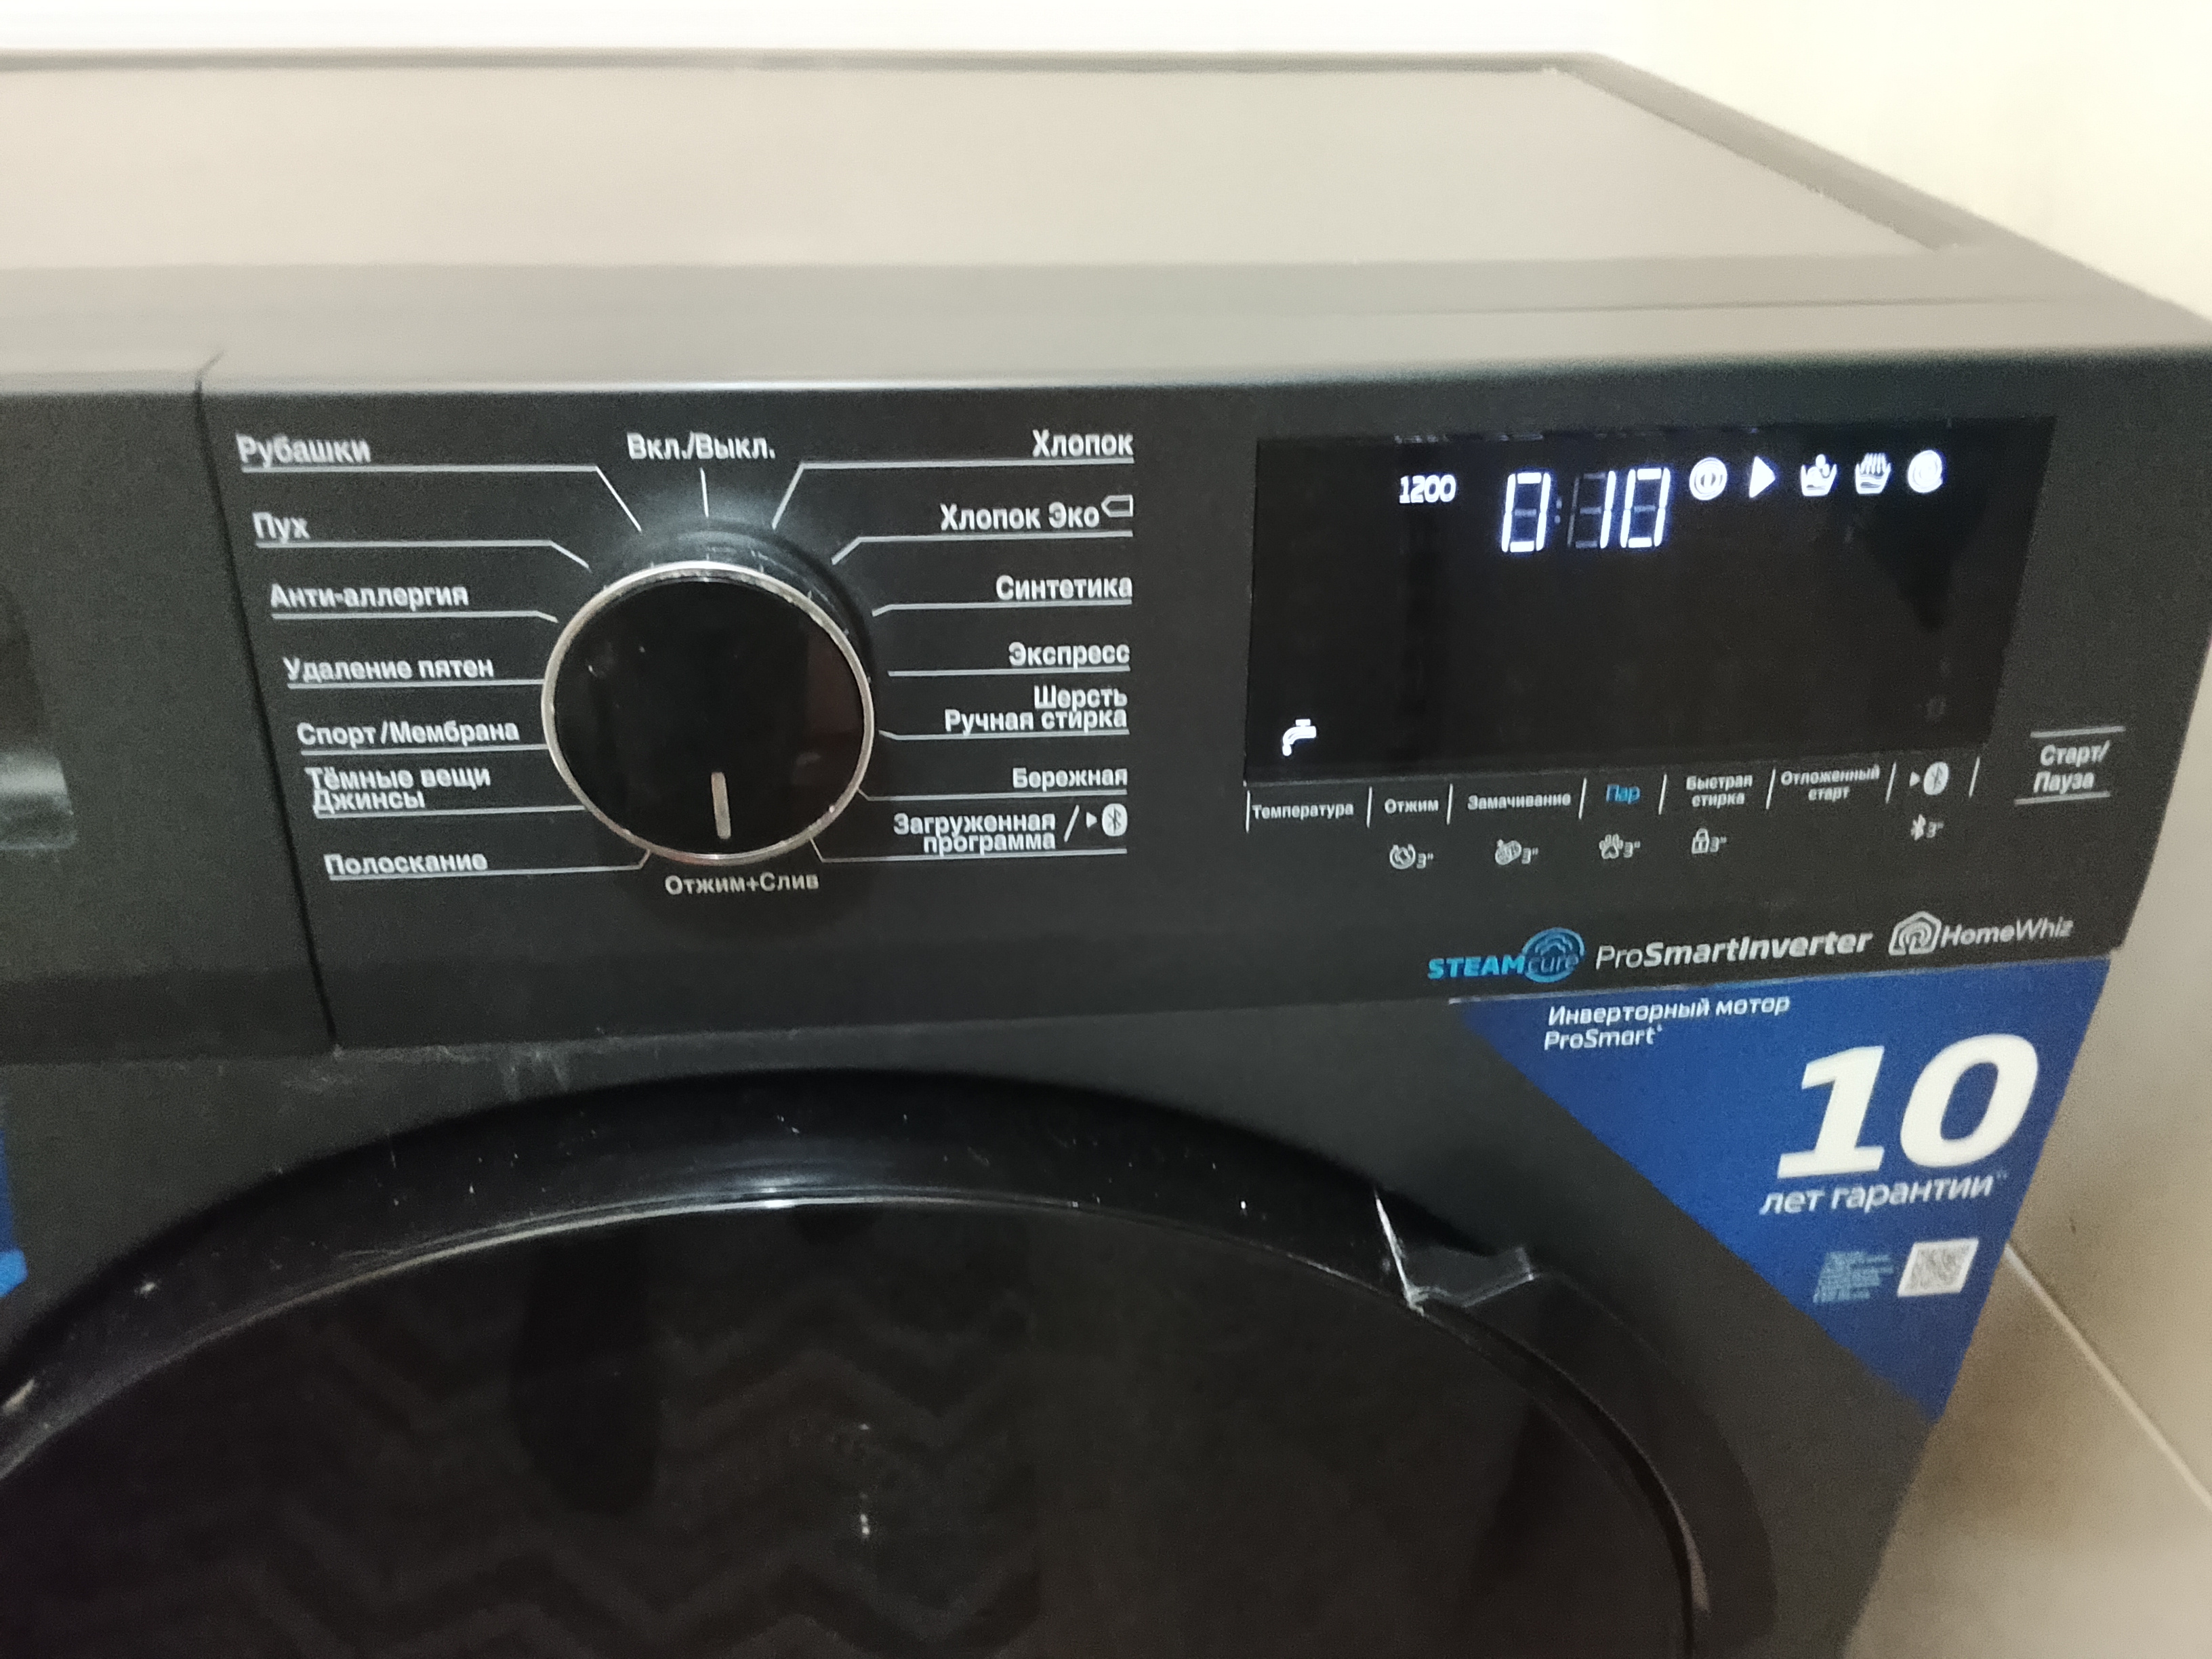 Рубашки
Пух
Анти-аллергия
Удаление пятен
Спорт/Мембрана
Тёмные вещи
Джинсы
Полоскание
Вкл./Выкл.
Отжим+Слив
Хлопок
Хлопок Эко
Синтетика
Экспресс
Шерсть
Ручная стирка
Бережная
Загруженная /
программа
1200 0:10
Температура
Отжим
3"
Замачивание
3"
Пар
3"
Быстрая
стирка
3"
Отложенный
старт
3"
Старт/
Пауза
STEAMcure ProSmartInverter HomeWhiz
Инверторный мотор
ProSmart
10
лет гарантии**